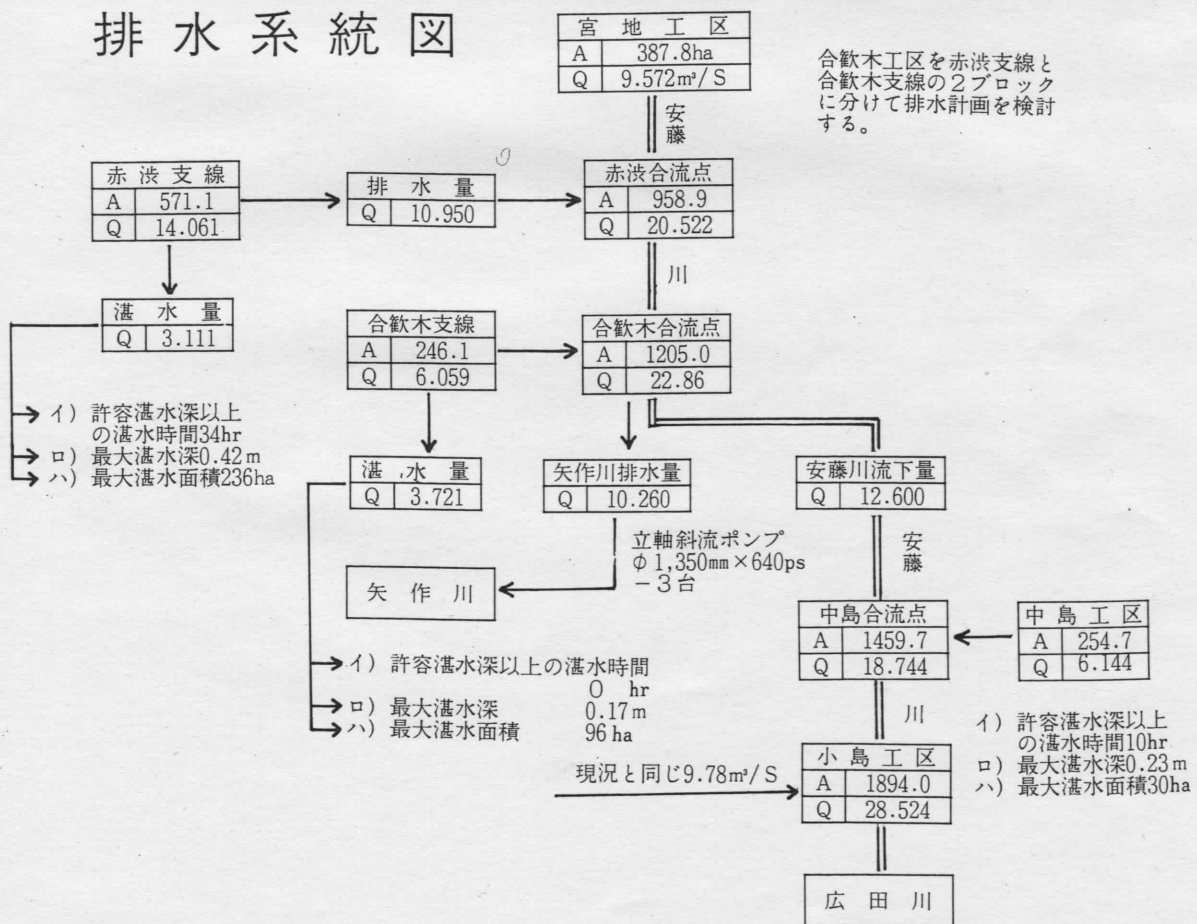 排水系統図
宮地工区
A 387.8ha
Q 9.572m³/S
合歓木工区を赤渋支線と
合歓木支線の2ブロック
に分けて排水計画を検討
する。
安藤
赤渋支線
A 571.1
Q 14.061
排水量
Q 10.950
赤渋合流点
A 958.9
Q 20.522
川
湛水量
Q 3.111
合歓木支線
A 246.1
Q 6.059
合歓木合流点
A 1205.0
Q 22.86
イ) 許容湛水深以上
の湛水時間34hr
ロ) 最大湛水深0.42m
ハ) 最大湛水面積236ha
湛水量
Q 3.721
矢作川排水量
Q 10.260
安藤川流下量
Q 12.600
立軸斜流ポンプ
φ1,350mm×640ps
－3台
安藤
矢作川
中島合流点
A 1459.7
Q 18.744
中島工区
A 254.7
Q 6.144
イ) 許容湛水深以上の湛水時間
0 hr
ロ) 最大湛水深 0.17m
ハ) 最大湛水面積 96ha
川
イ) 許容湛水深以上
の湛水時間10hr
ロ) 最大湛水深0.23m
ハ) 最大湛水面積30ha
現況と同じ9.78m³/S
小島工区
A 1894.0
Q 28.524
広田川